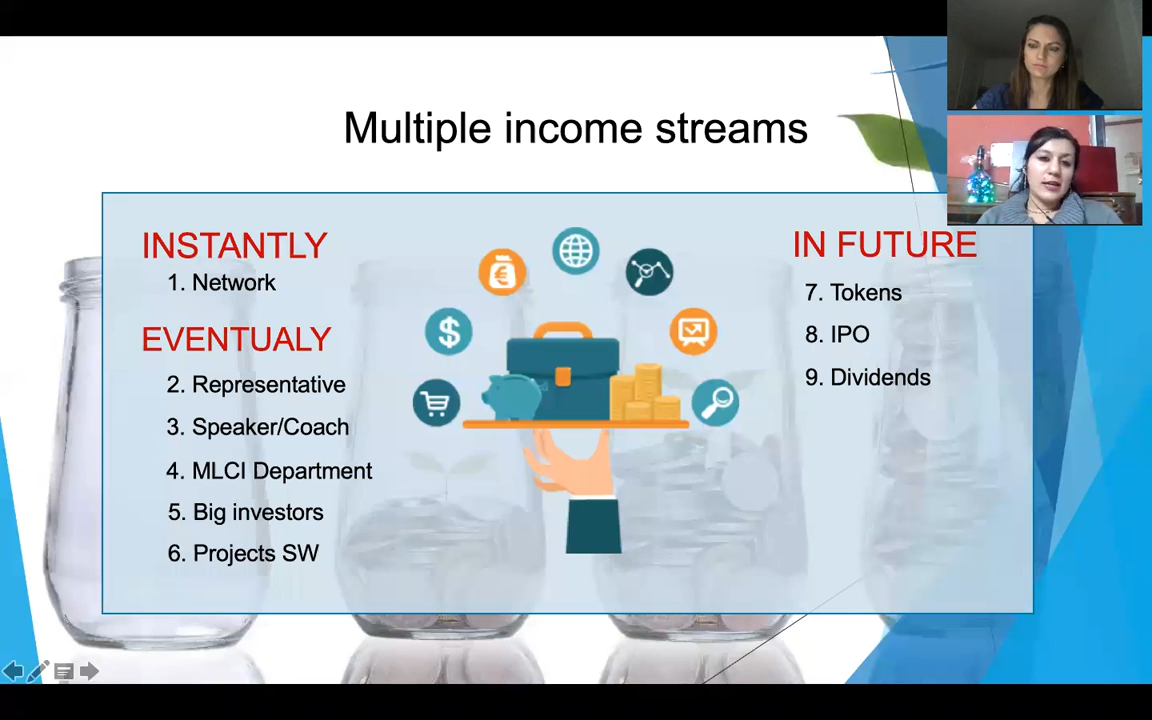 Multiple income streams
INSTANTLY
1. Network
EVENTUALY
2. Representative
3. Speaker/Coach
4. MLCI Department
5. Big investors
6. Projects SW
IN FUTURE
7. Tokens
8. IPO
9. Dividends
$
€